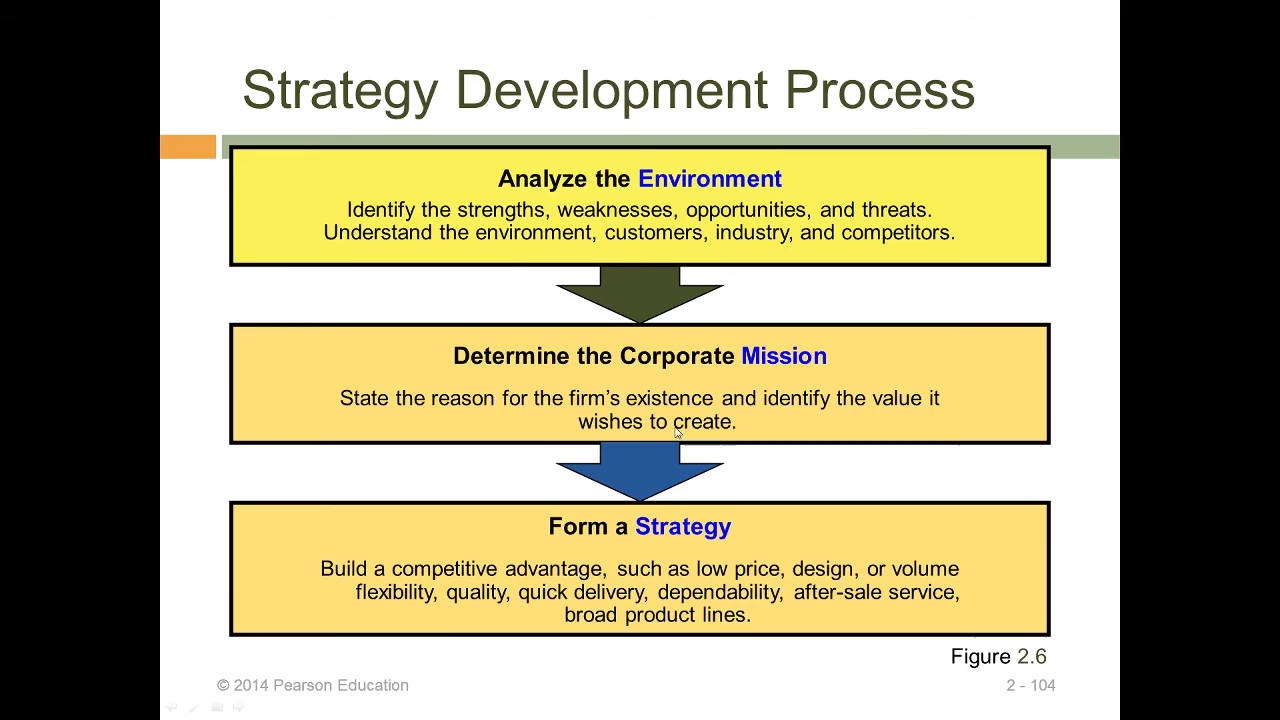 Strategy Development Process
Analyze the Environment
Identify the strengths, weaknesses, opportunities, and threats.
Understand the environment, customers, industry, and competitors.
Determine the Corporate Mission
State the reason for the firm’s existence and identify the value it
wishes to create.
Form a Strategy
Build a competitive advantage, such as low price, design, or volume
flexibility, quality, quick delivery, dependability, after-sale service,
broad product lines.
Figure 2.6
© 2014 Pearson Education
2 - 104